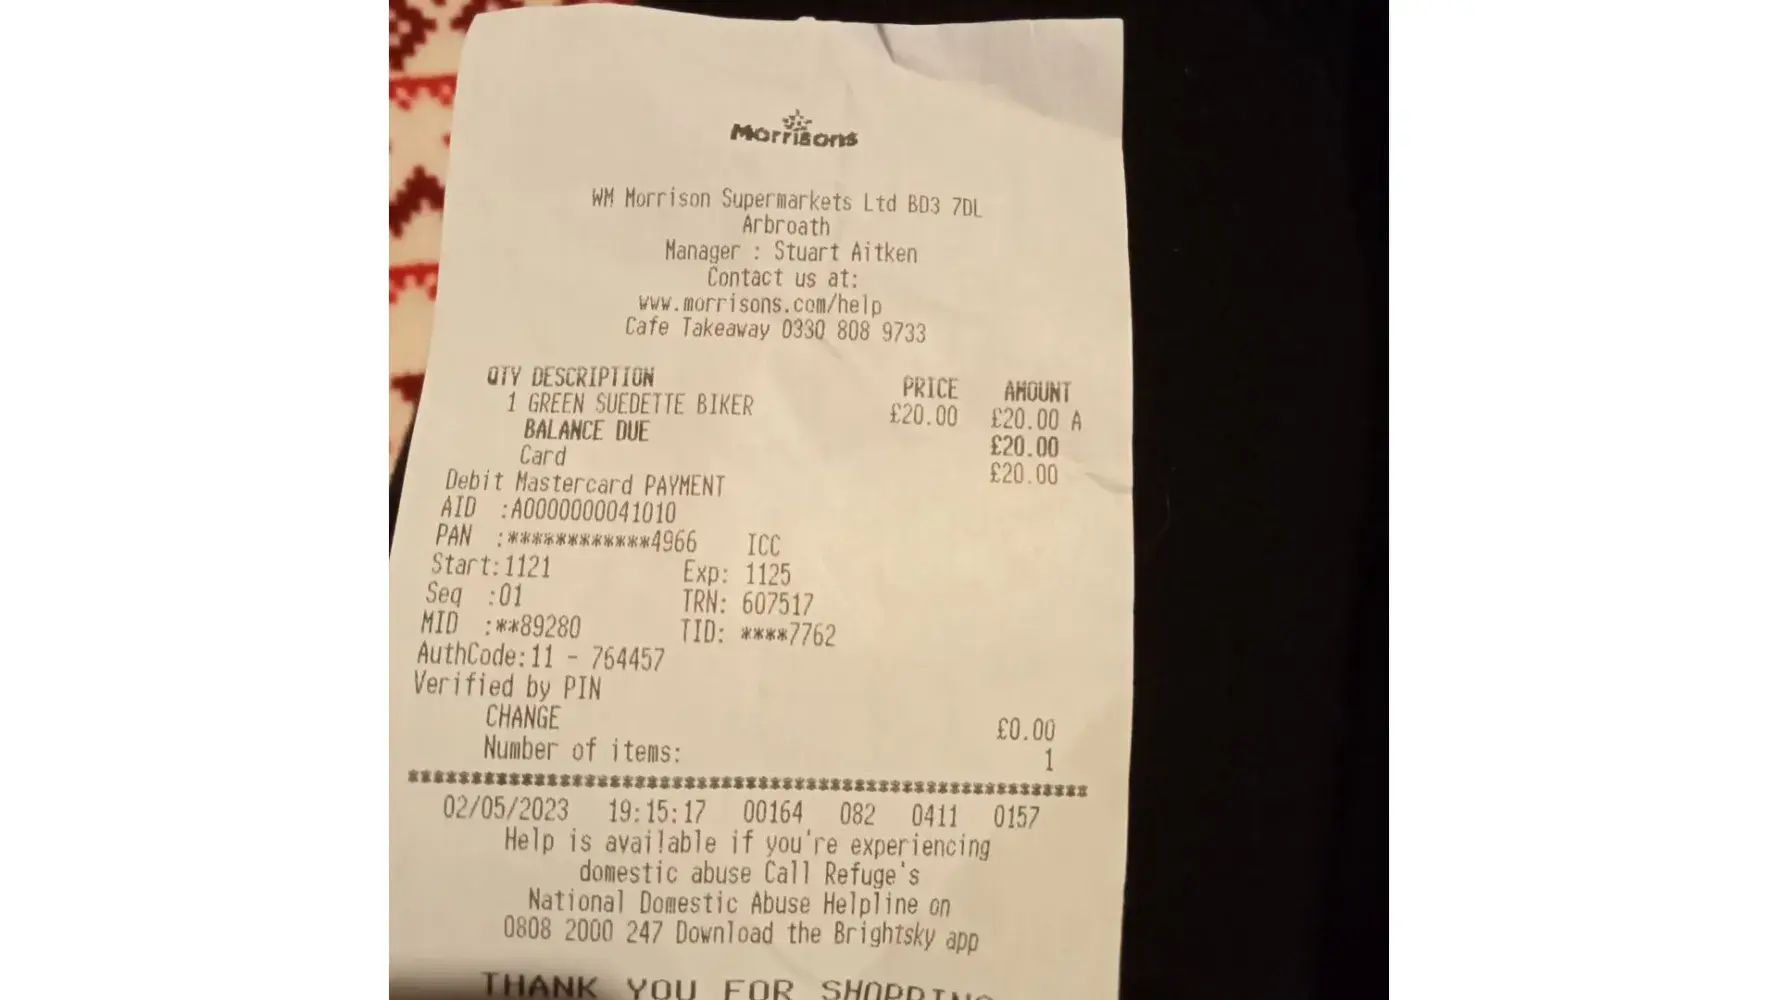 Morrisons
WM Morrison Supermarkets Ltd BD3 7DL
Arbroath
Manager : Stuart Aitken
Contact us at:
www.morrisons.com/help
Cafe Takeaway 0330 808 9733
QTY DESCRIPTION PRICE AMOUNT
1 GREEN SUEDETTE BIKER £20.00 £20.00 A
BALANCE DUE £20.00
Card £20.00
Debit Mastercard PAYMENT
AID :A0000000041010
PAN :************4966 ICC
Start:1121 Exp: 1125
Seq :01 TRN: 607517
MID :**89280 TID: ****7762
AuthCode:11 - 764457
Verified by PIN
CHANGE £0.00
Number of items: 1
******************************************************
02/05/2023 19:15:17 00164 082 0411 0157
Help is available if you're experiencing
domestic abuse Call Refuge's
National Domestic Abuse Helpline on
0808 2000 247 Download the Brightsky app
THANK YOU FOR SHOPPING